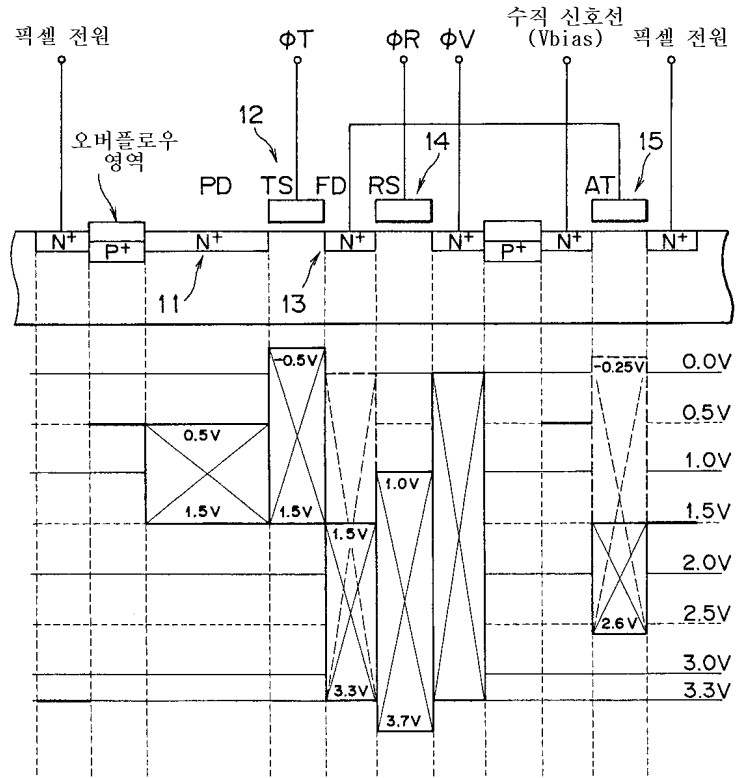 픽셀 전원
ΦT
ΦR
ΦV
수직 신호선
(Vbias)
픽셀 전원
오버플로우
영역
12
14
15
PD
TS
FD
RS
AT
N+
P+
N+
N+
N+
P+
N+
N+
11
13
-0.5V
-0.25V
0.0V
0.5V
0.5V
1.0V
1.0V
1.5V
1.5V
1.5V
1.5V
2.0V
2.6V
2.5V
3.0V
3.3V
3.3V
3.7V